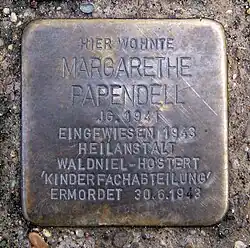 HIER WOHNTE
MARGARETHE
PAPENDELL
JG. 1941
EINGEWIESEN 1943
HEILANSTALT
WALDNIEL-HOSTERT
'KINDERFACHABTEILUNG'
ERMORDET 30.6.1943